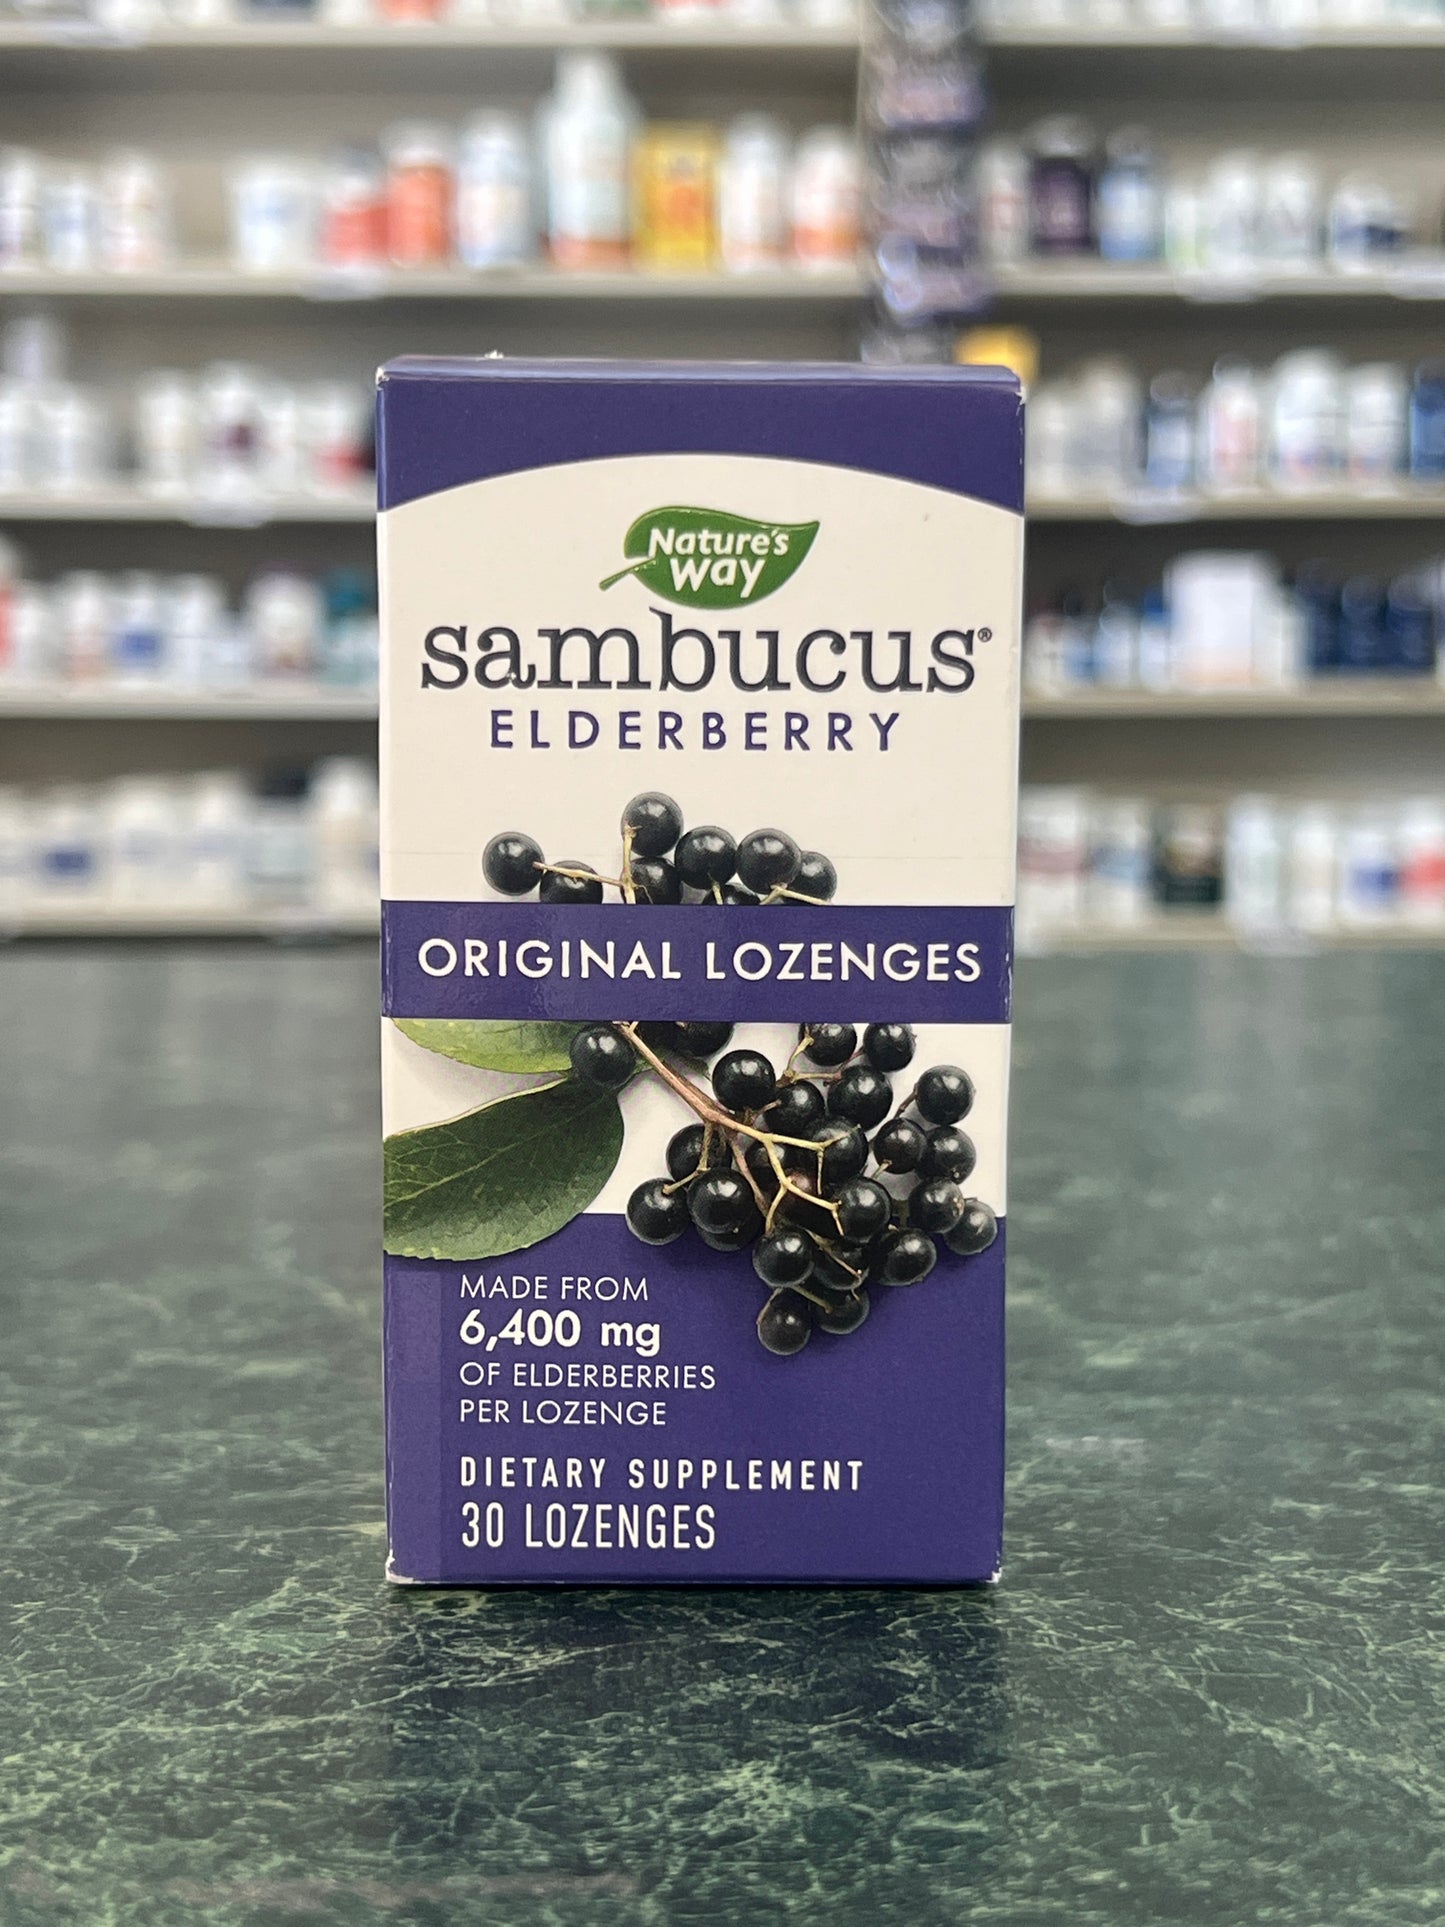 Nature's
Way
sambucus®
ELDERBERRY
ORIGINAL LOZENGES
MADE FROM
6,400 mg
OF ELDERBERRIES
PER LOZENGE
DIETARY SUPPLEMENT
30 LOZENGES